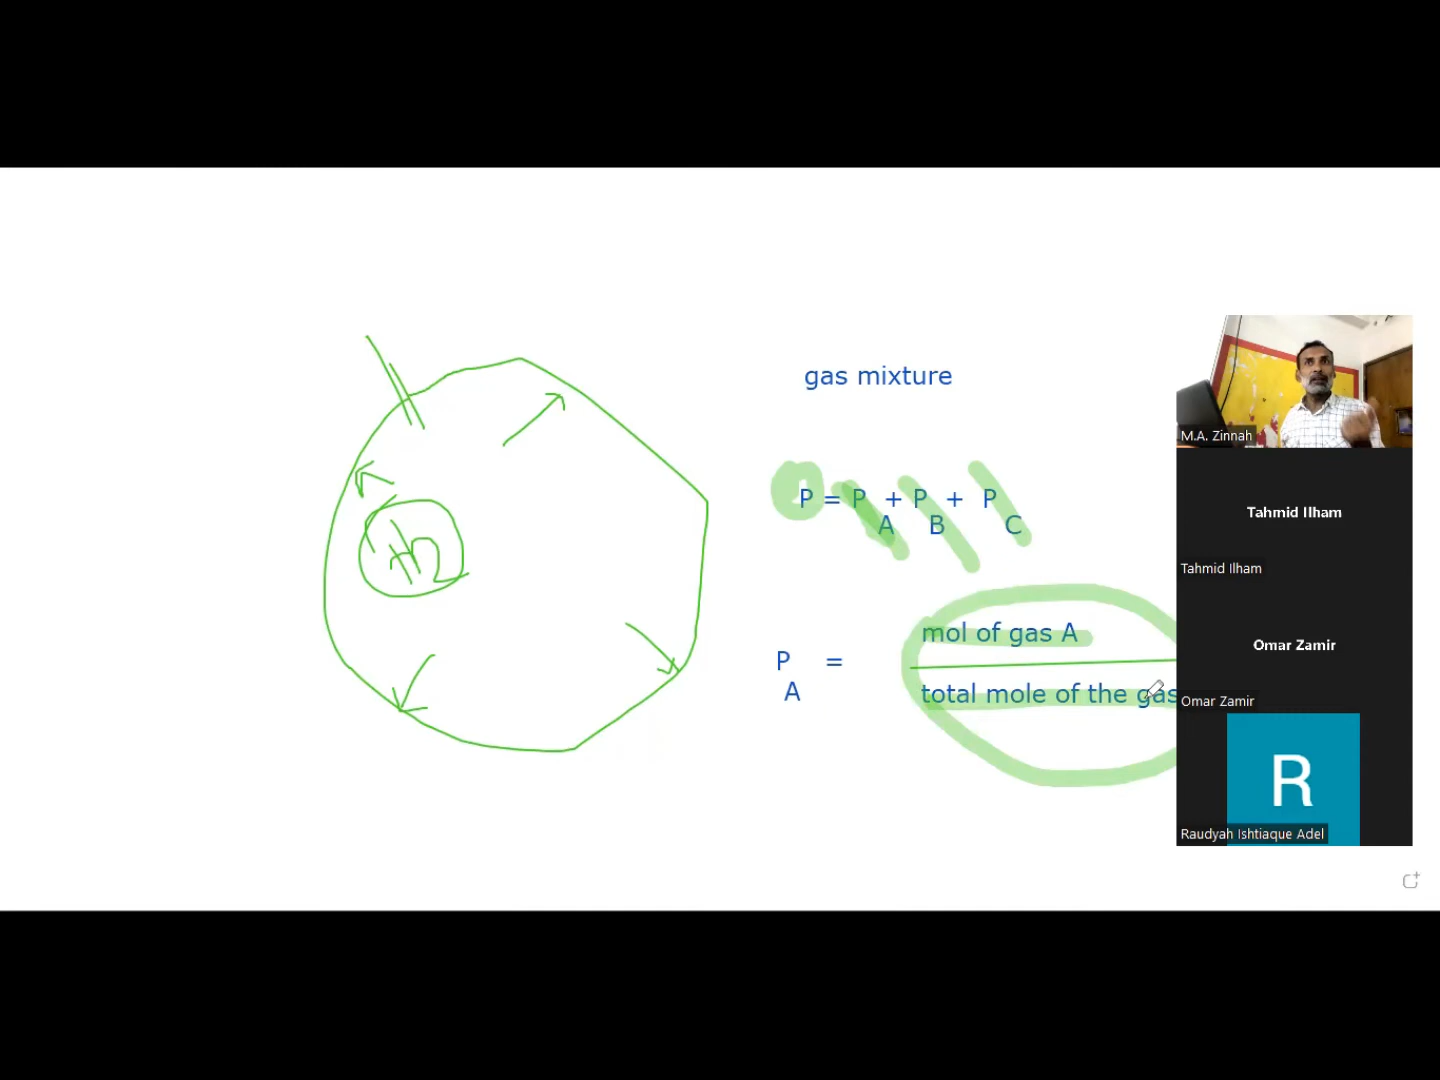 gas mixture
P = P + P + P
A B C
mol of gas A
P =
total mole of the gas
A
M.A. Zinnah
Tahmid Ilham
Tahmid Ilham
Omar Zamir
Omar Zamir
R
Raudyah Ishtiaque Adel